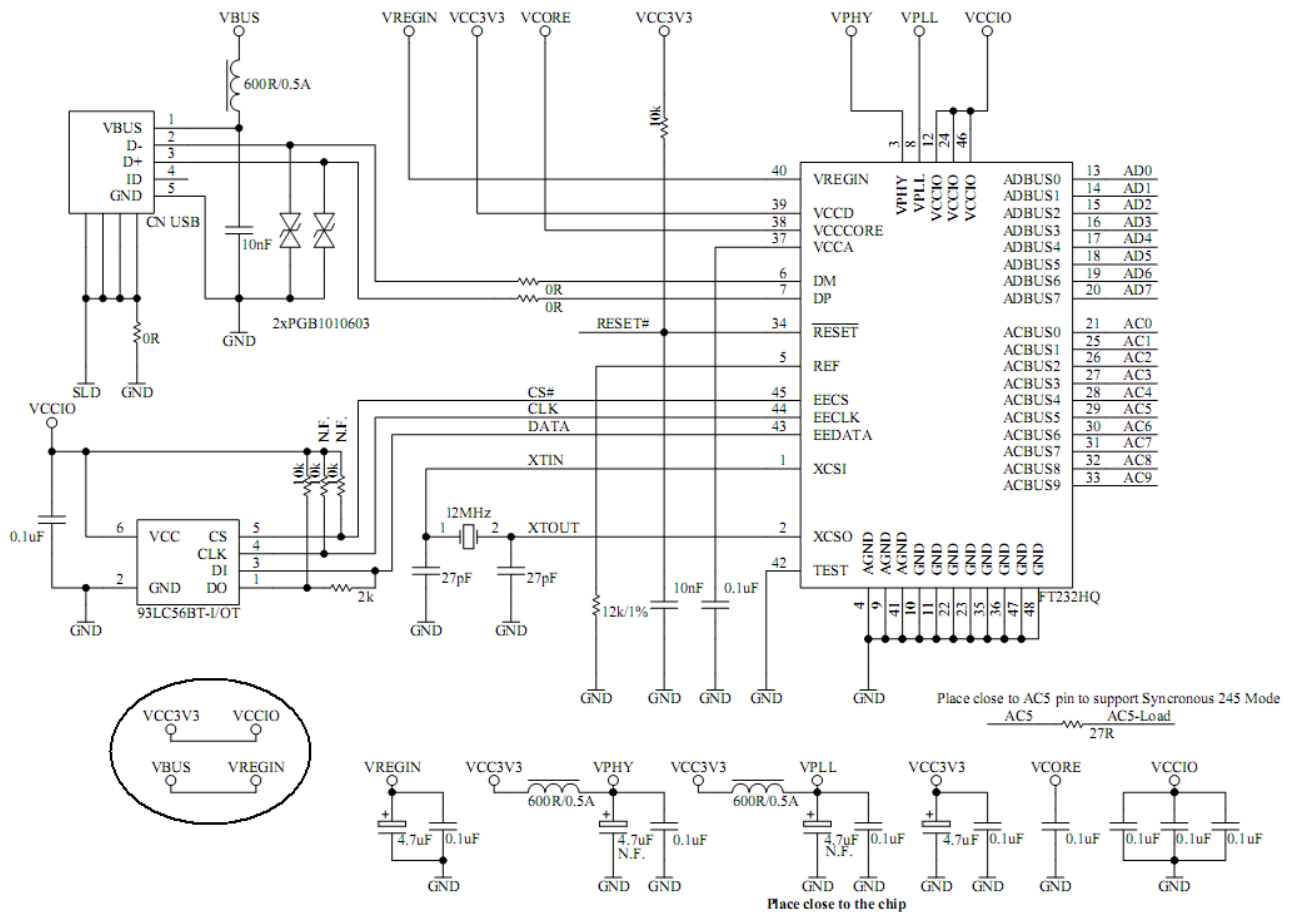 VBUS VREGIN VCC3V3 VCORE VCC3V3 VPHY VPLL VCCIO
600R/0.5A
10k
VBUS 1
D- 2
D+ 3
ID 4
GND 5
CN USB
10nF
2xPGB1010603
GND
0R
SLD GND
3 8 12 24 46
VPHY VPLL VCCIO VCCIO VCCIO
40 VREGIN
39 VCCD
38 VCCCORE
37 VCCA
6 DM
0R
7 DP
0R
RESET# 34 RESET
5 REF
CS# 45 EECS
CLK 44 EECLK
DATA 43 EEDATA
XTIN 1 XCSI
XTOUT 2 XCSO
42 TEST
ADBUS0 13 AD0
ADBUS1 14 AD1
ADBUS2 15 AD2
ADBUS3 16 AD3
ADBUS4 17 AD4
ADBUS5 18 AD5
ADBUS6 19 AD6
ADBUS7 20 AD7
ACBUS0 21 AC0
ACBUS1 25 AC1
ACBUS2 26 AC2
ACBUS3 27 AC3
ACBUS4 28 AC4
ACBUS5 29 AC5
ACBUS6 30 AC6
ACBUS7 31 AC7
ACBUS8 32 AC8
ACBUS9 33 AC9
AGND AGND AGND GND GND GND GND GND GND GND GND
4 9 41 10 11 22 23 35 36 47 48
FT232HQ
GND
VCCIO
N.F. N.F.
10k 10k 10k
0.1uF
6 VCC CS 5
CLK 4
DI 3
2 GND DO 1
2k
93LC56BT-I/OT
GND
12MHz
1 2
27pF 27pF
GND GND
12k/1% 10nF 0.1uF
GND GND GND GND
Place close to AC5 pin to support Syncronous 245 Mode
AC5 AC5-Load
27R
VCC3V3 VCCIO
VBUS VREGIN
VREGIN VCC3V3 VPHY VCC3V3 VPLL VCC3V3 VCORE VCCIO
600R/0.5A 600R/0.5A
+ + + +
4.7uF 0.1uF 4.7uF 0.1uF 4.7uF 0.1uF 4.7uF 0.1uF 0.1uF 0.1uF 0.1uF 0.1uF
N.F. N.F.
GND GND GND GND GND GND GND GND GND
Place close to the chip